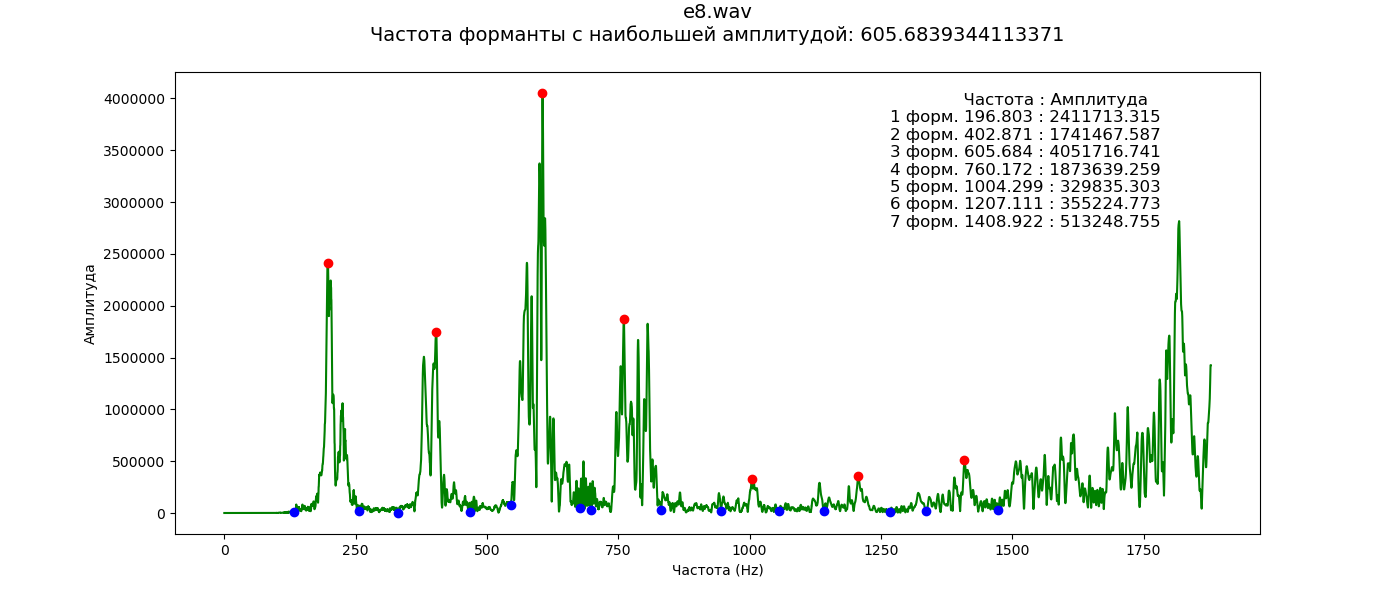 e8.wav
Частота форманты с наибольшей амплитудой: 605.6839344113371
Частота : Амплитуда
1 форм. 196.803 : 2411713.315
2 форм. 402.871 : 1741467.587
3 форм. 605.684 : 4051716.741
4 форм. 760.172 : 1873639.259
5 форм. 1004.299 : 329835.303
6 форм. 1207.111 : 355224.773
7 форм. 1408.922 : 513248.755
4000000
3500000
3000000
2500000
2000000
1500000
1000000
500000
0
Амплитуда
0 250 500 750 1000 1250 1500 1750
Частота (Hz)